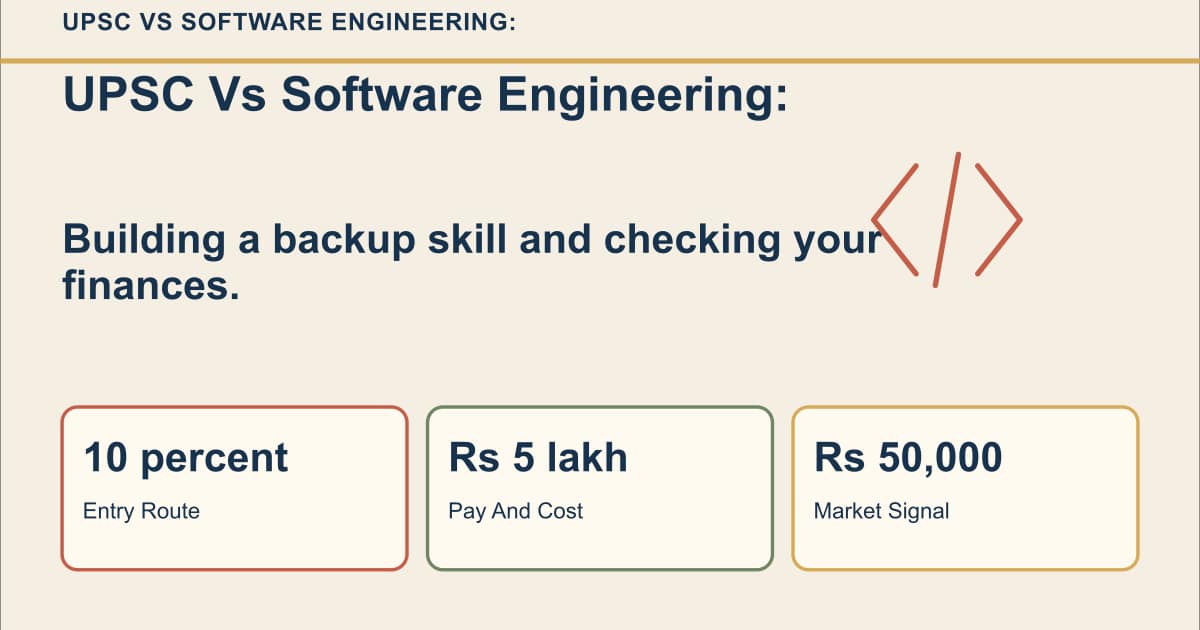 UPSC VS SOFTWARE ENGINEERING:
UPSC Vs Software Engineering:
Building a backup skill and checking your
finances.
10 percent
Entry Route
Rs 5 lakh
Pay And Cost
Rs 50,000
Market Signal